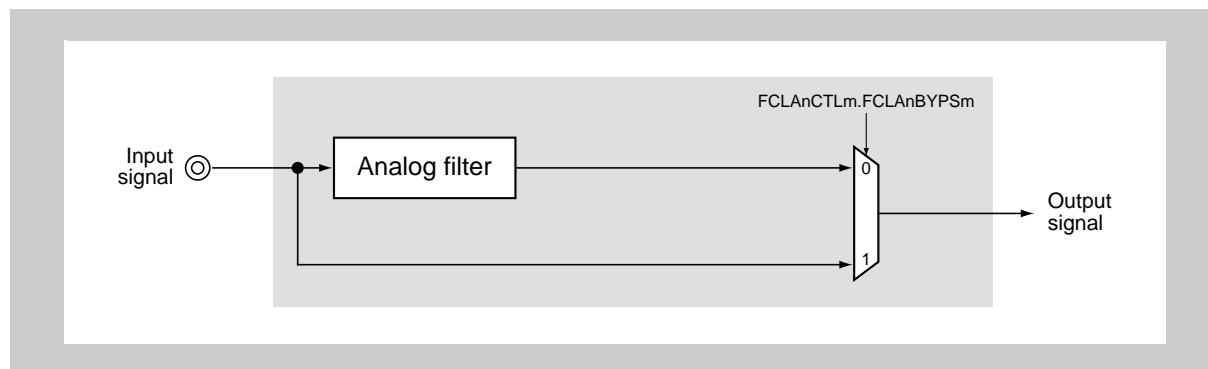 FCLAnCTLm.FCLAnBYPSm
Input
signal
Analog filter
0
Output
signal
1